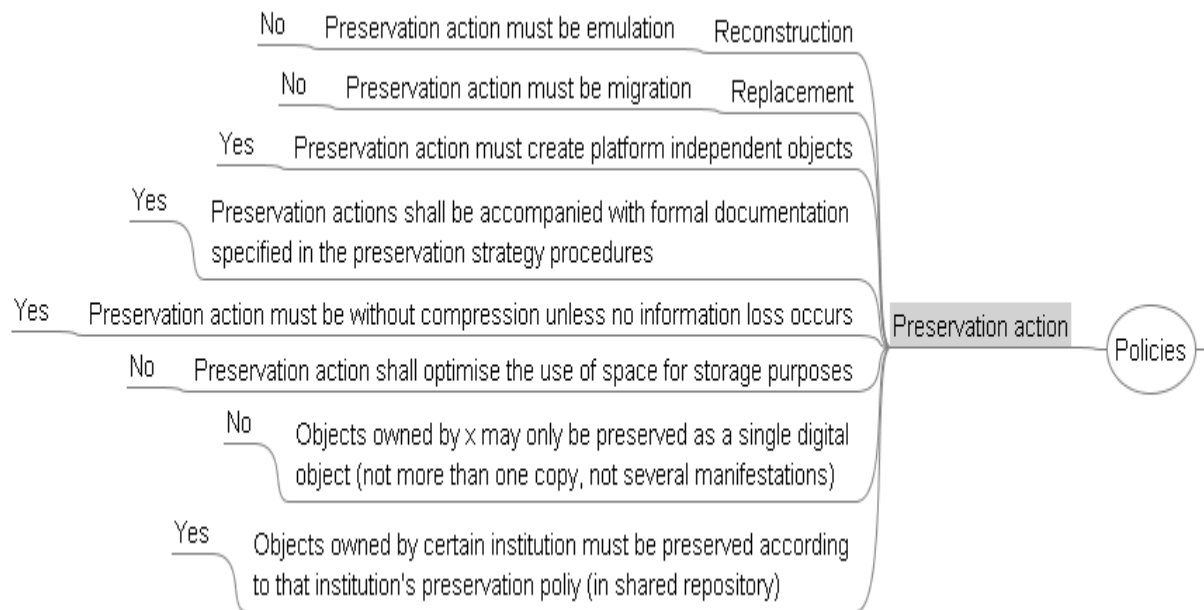 No Preservation action must be emulation Reconstruction
No Preservation action must be migration Replacement
Yes Preservation action must create platform independent objects
Yes Preservation actions shall be accompanied with formal documentation
specified in the preservation strategy procedures
Yes Preservation action must be without compression unless no information loss occurs
Preservation action
Policies
No Preservation action shall optimise the use of space for storage purposes
No Objects owned by x may only be preserved as a single digital
object (not more than one copy, not several manifestations)
Yes Objects owned by certain institution must be preserved according
to that institution's preservation poliy (in shared repository)